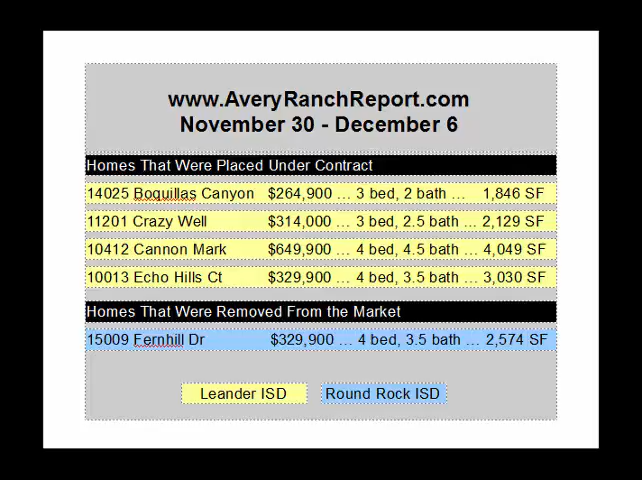 www.AveryRanchReport.com
November 30 - December 6
Homes That Were Placed Under Contract
14025 Boquillas Canyon $264,900 ... 3 bed, 2 bath ... 1,846 SF
11201 Crazy Well $314,000 ... 3 bed, 2.5 bath ... 2,129 SF
10412 Cannon Mark $649,900 ... 4 bed, 4.5 bath ... 4,049 SF
10013 Echo Hills Ct $329,900 ... 4 bed, 3.5 bath ... 3,030 SF
Homes That Were Removed From the Market
15009 Fernhill Dr $329,900 ... 4 bed, 3.5 bath ... 2,574 SF
Leander ISD Round Rock ISD